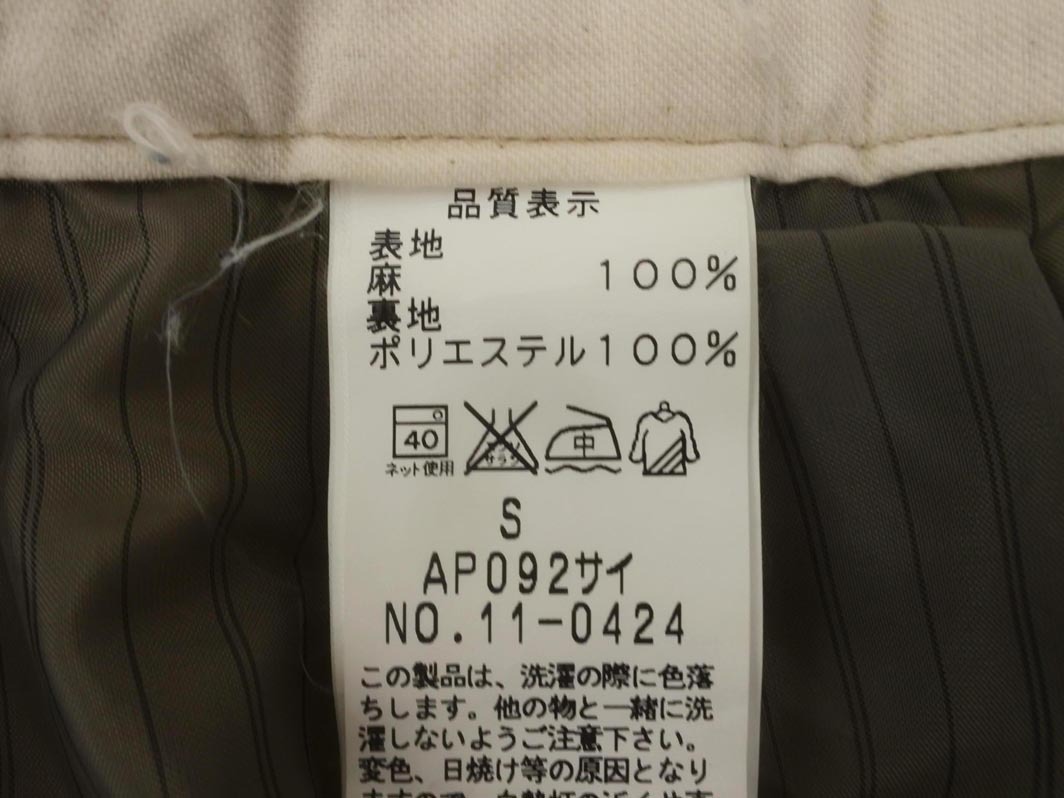 品質表示
表地
麻 100%
裏地
ポリエステル100%
40 中
ネット使用
S
AP092サイ
NO.11-0424
この製品は、洗濯の際に色落
ちします。他の物と一緒に洗
濯しないようご注意下さい。
変色、日焼け等の原因となり